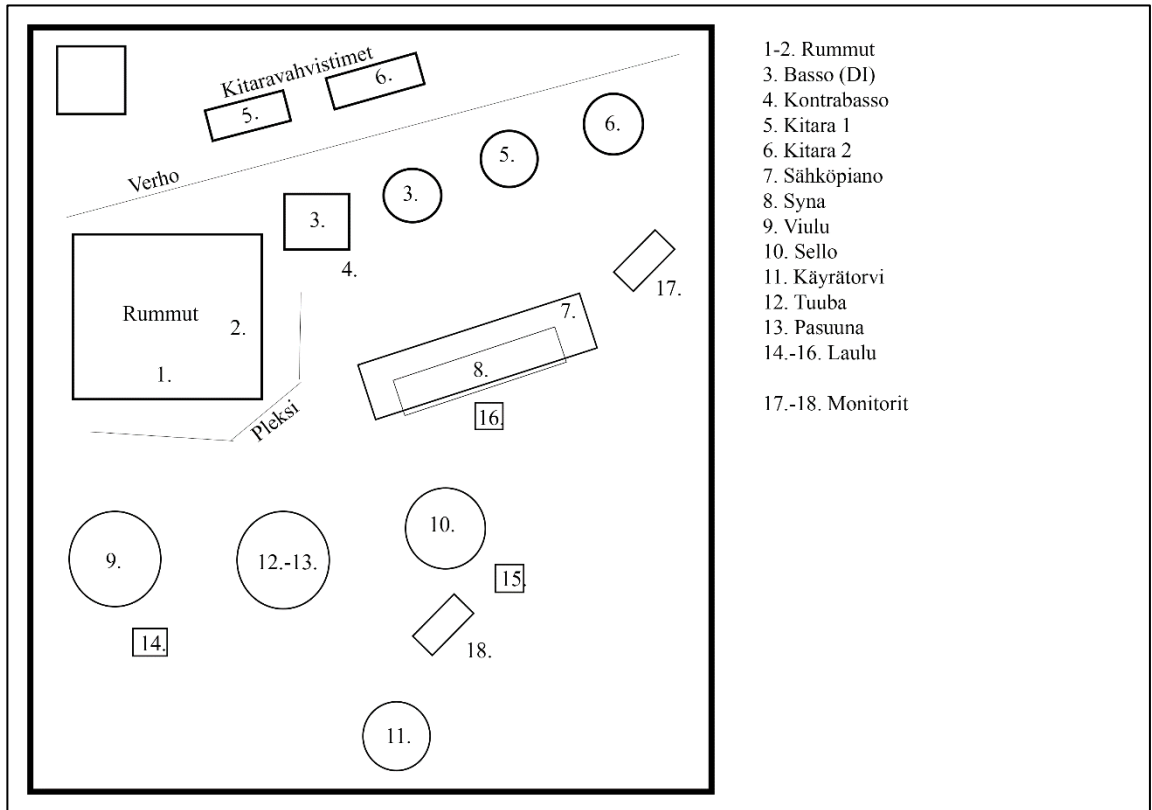 Kitaravahvistimet
5.
6.
Verho
3.
3.
5.
6.
4.
17.
Rummut
2.
1.
Pleksi
7.
8.
16.
9.
12.-13.
10.
15.
14.
18.
11.
1-2. Rummut
3. Basso (DI)
4. Kontrabasso
5. Kitara 1
6. Kitara 2
7. Sähköpiano
8. Syna
9. Viulu
10. Sello
11. Käyrätorvi
12. Tuuba
13. Pasuuna
14.-16. Laulu
17.-18. Monitorit